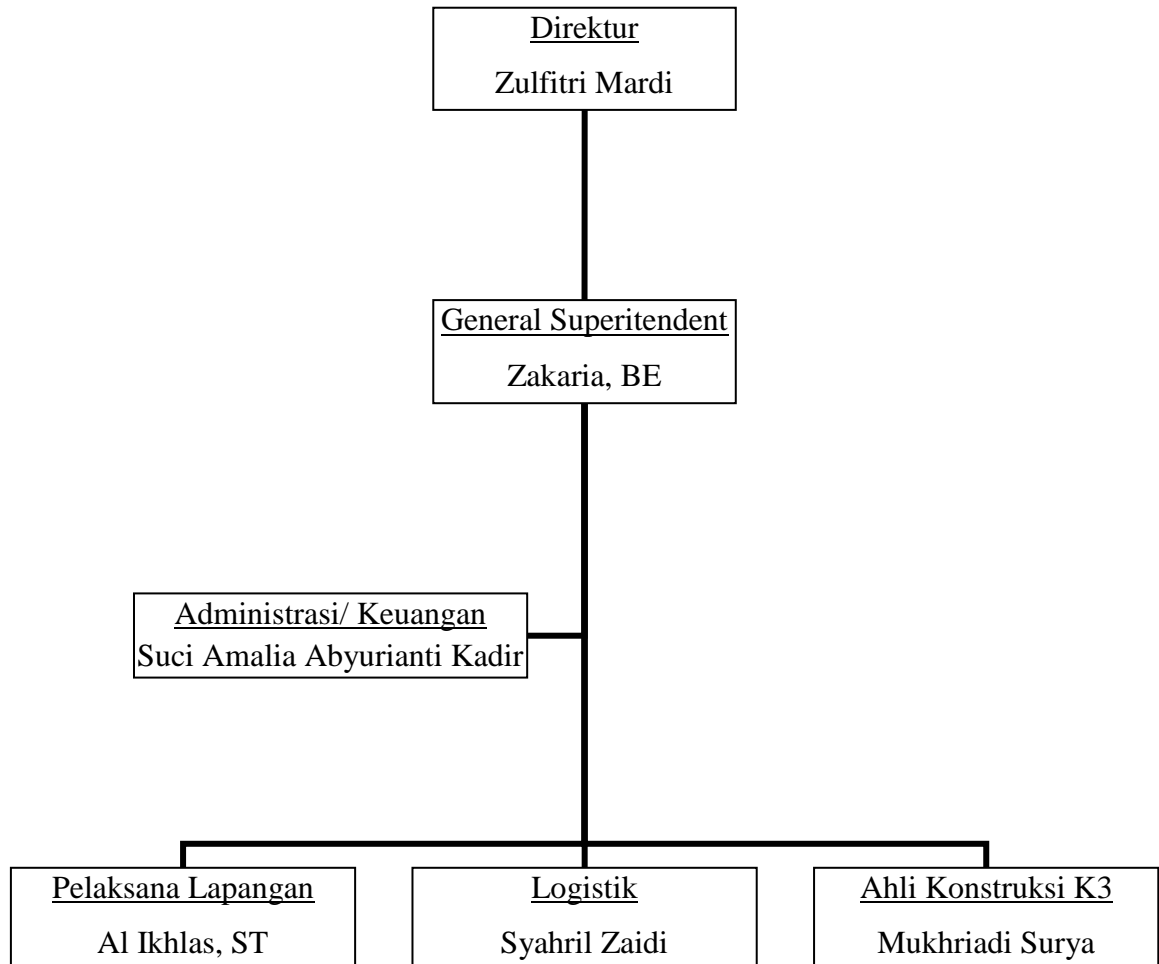 Direktur
Zulfitri Mardi
General Superitendent
Zakaria, BE
Administrasi/ Keuangan
Suci Amalia Abyurianti Kadir
Pelaksana Lapangan
Al Ikhlas, ST
Logistik
Syahril Zaidi
Ahli Konstruksi K3
Mukhriadi Surya